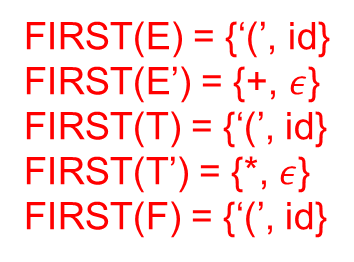 FIRST(E) = {‘(’, id}
FIRST(E’) = {+, ϵ}
FIRST(T) = {‘(’, id}
FIRST(T’) = {*, ϵ}
FIRST(F) = {‘(’, id}